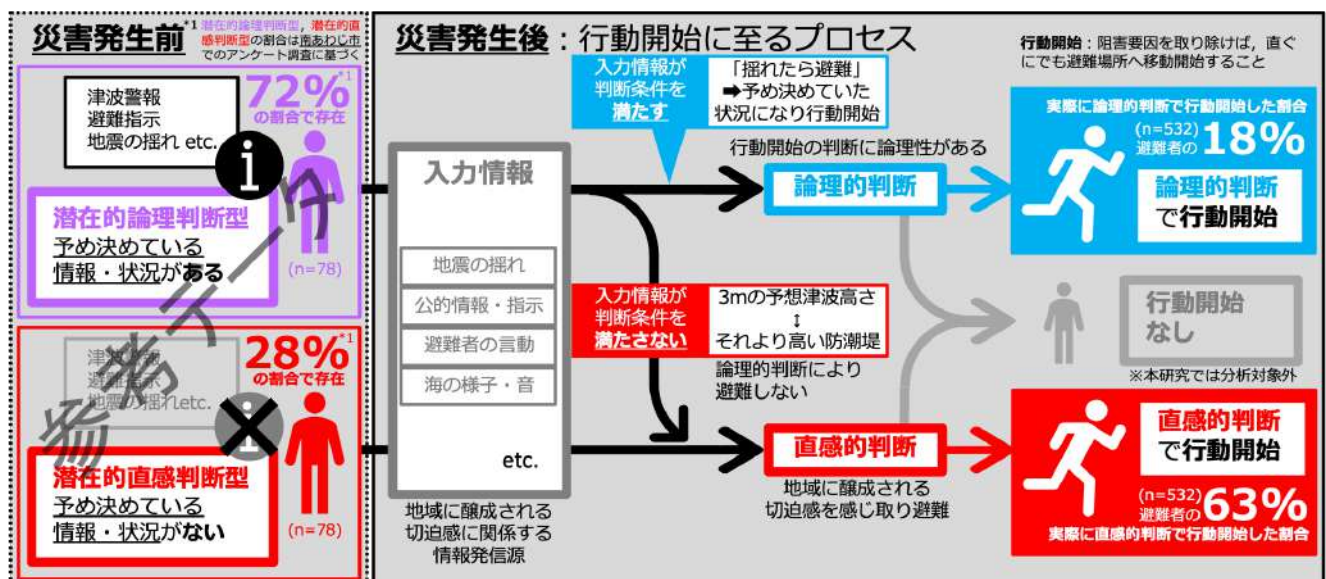 災害発生前*1
潜在的論理判断型，潜在的直
感判断型の割合は南あわじ市
でのアンケート調査に基づく
津波警報
避難指示
地震の揺れ etc.
72%*1
の割合で存在
i
潜在的論理判断型
予め決めている
情報・状況がある
(n=78)
津波警報
避難指示
地震の揺れetc.
28%*1
の割合で存在
i
潜在的直感判断型
予め決めている
情報・状況がない
(n=78)
参考データ
災害発生後：行動開始に至るプロセス
行動開始：阻害要因を取り除けば，直ぐ
にでも避難場所へ移動開始すること
入力情報が
判断条件を
満たす
「揺れたら避難」
➡予め決めていた
状況になり行動開始
入力情報
地震の揺れ
公的情報・指示
避難者の言動
海の様子・音
etc.
地域に醸成される
切迫感に関係する
情報発信源
行動開始の判断に論理性がある
論理的判断
実際に論理的判断で行動開始した割合
(n=532)
避難者の18%
論理的判断
で行動開始
入力情報が
判断条件を
満たさない
3mの予想津波高さ
↕
それより高い防潮堤
論理的判断により
避難しない
行動開始
なし
※本研究では分析対象外
直感的判断
地域に醸成される
切迫感を感じ取り避難
直感的判断
で行動開始
(n=532)
避難者の63%
実際に直感的判断で行動開始した割合